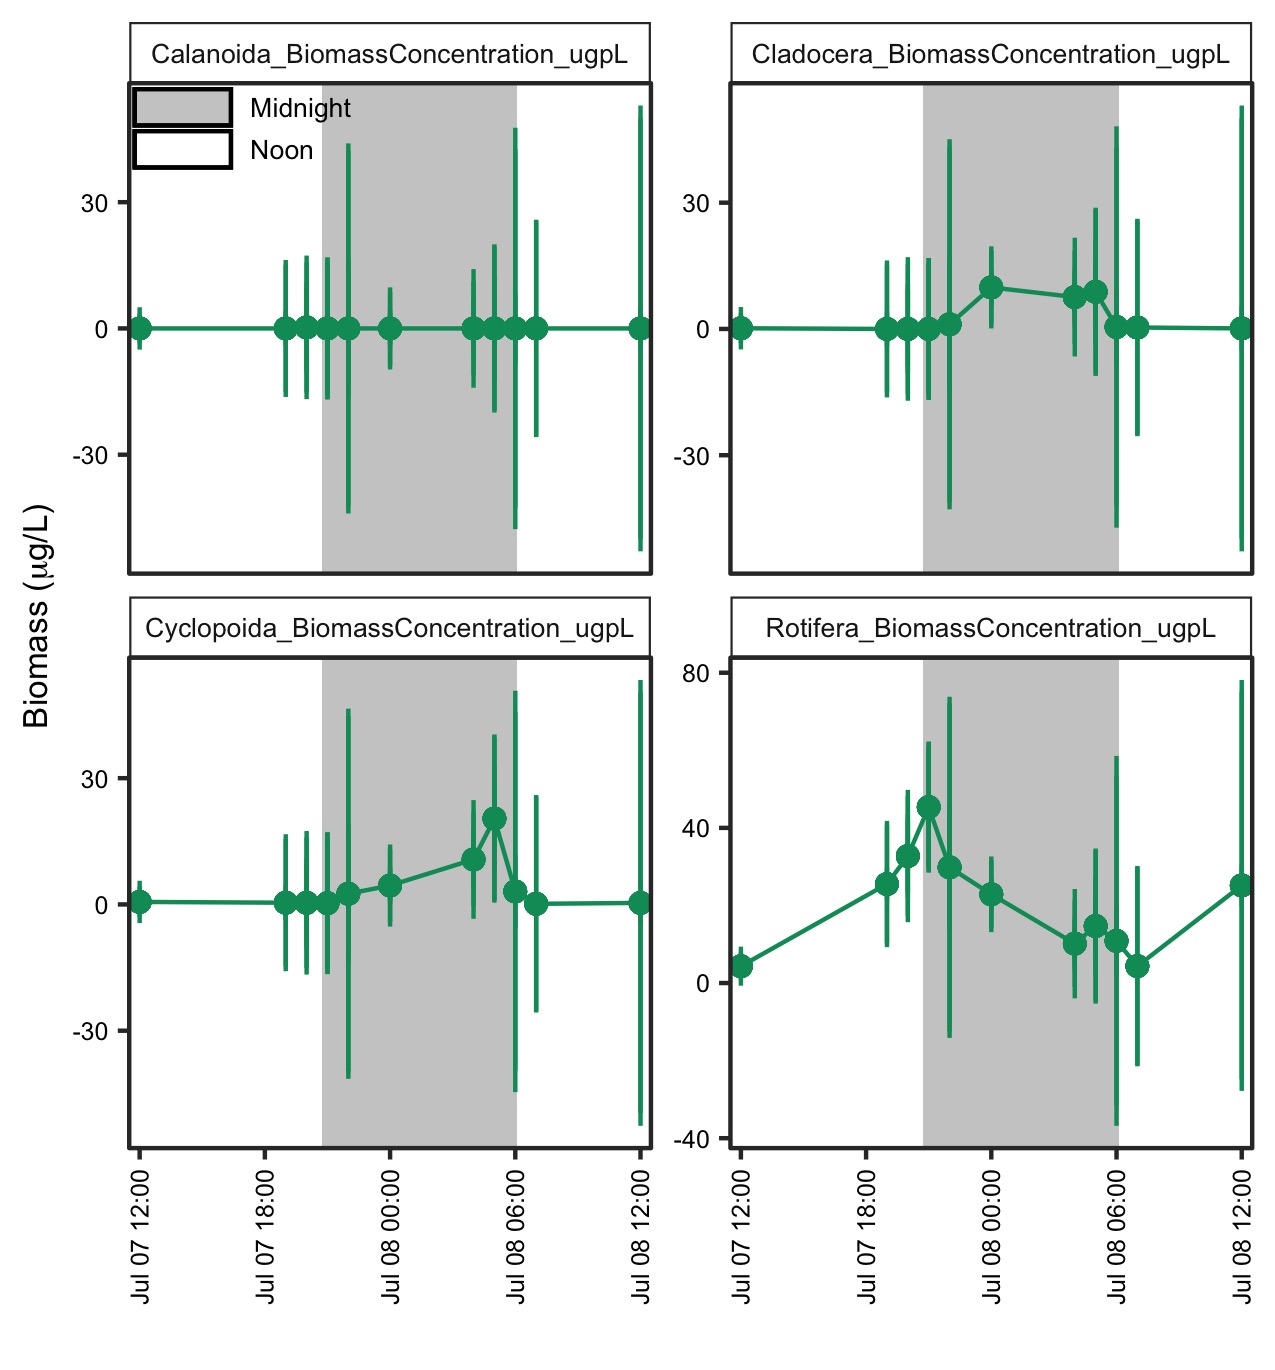 Calanoida_BiomassConcentration_ugpL
Cladocera_BiomassConcentration_ugpL
Midnight
Noon
30
0
-30
30
0
-30
Biomass (µg/L)
Cyclopoida_BiomassConcentration_ugpL
Rotifera_BiomassConcentration_ugpL
30
0
-30
80
40
0
-40
Jul 07 12:00
Jul 07 18:00
Jul 08 00:00
Jul 08 06:00
Jul 08 12:00
Jul 07 12:00
Jul 07 18:00
Jul 08 00:00
Jul 08 06:00
Jul 08 12:00